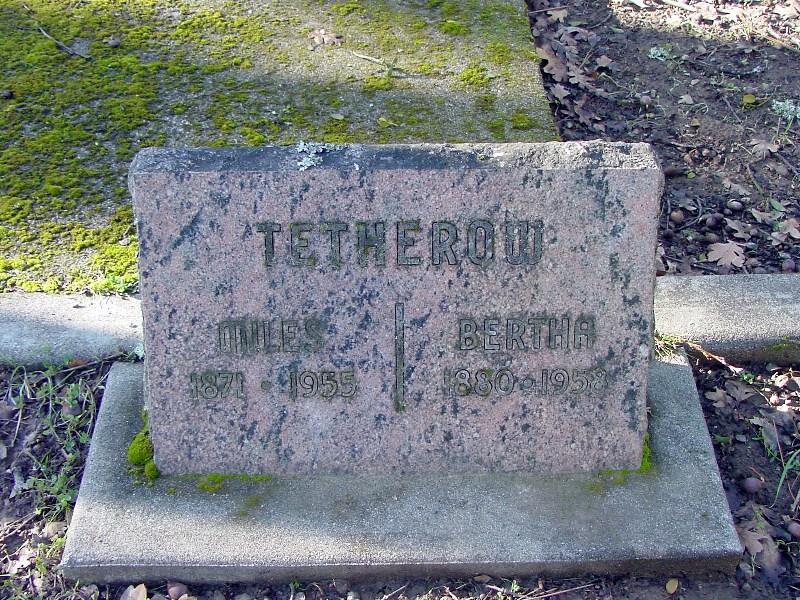 TETHEROW
MILES BERTHA
1871 • 1955 1880 • 1958